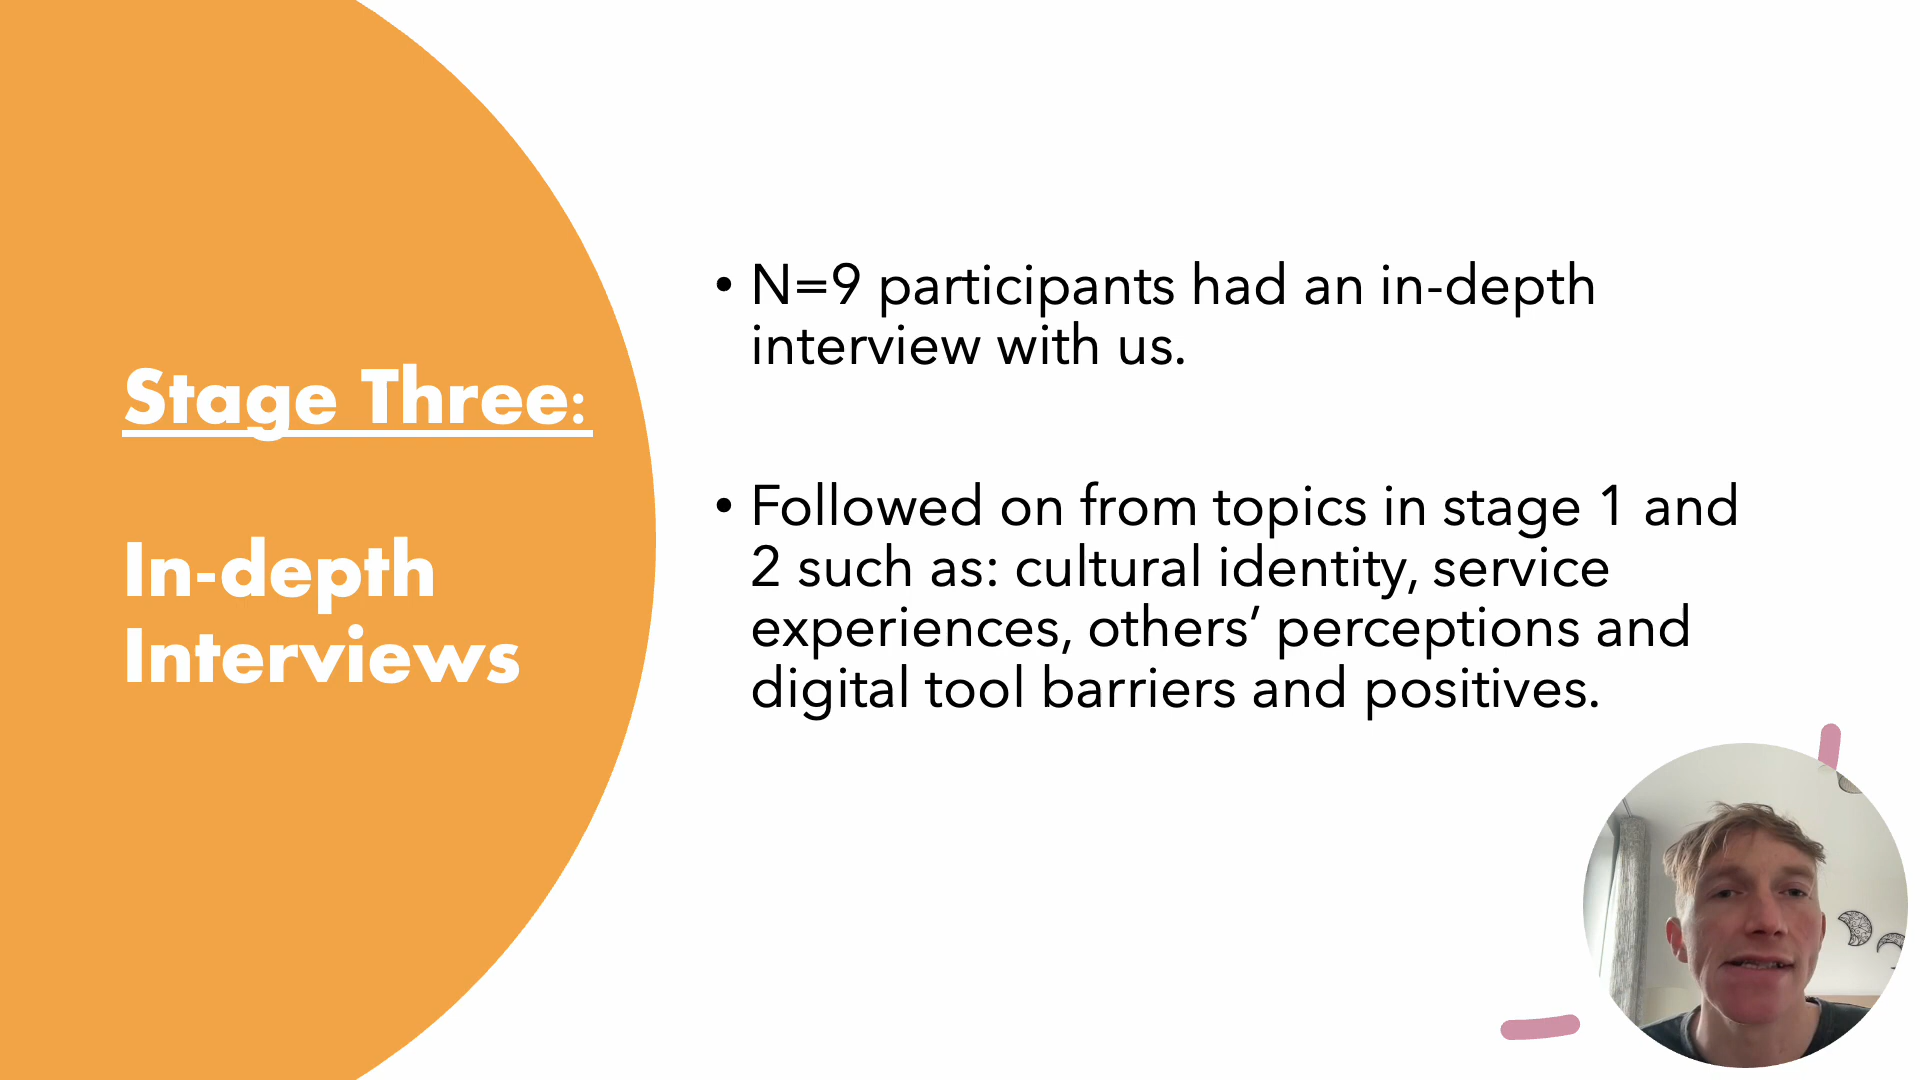 Stage Three:
In-depth
Interviews
• N=9 participants had an in-depth
interview with us.
• Followed on from topics in stage 1 and
2 such as: cultural identity, service
experiences, others’ perceptions and
digital tool barriers and positives.